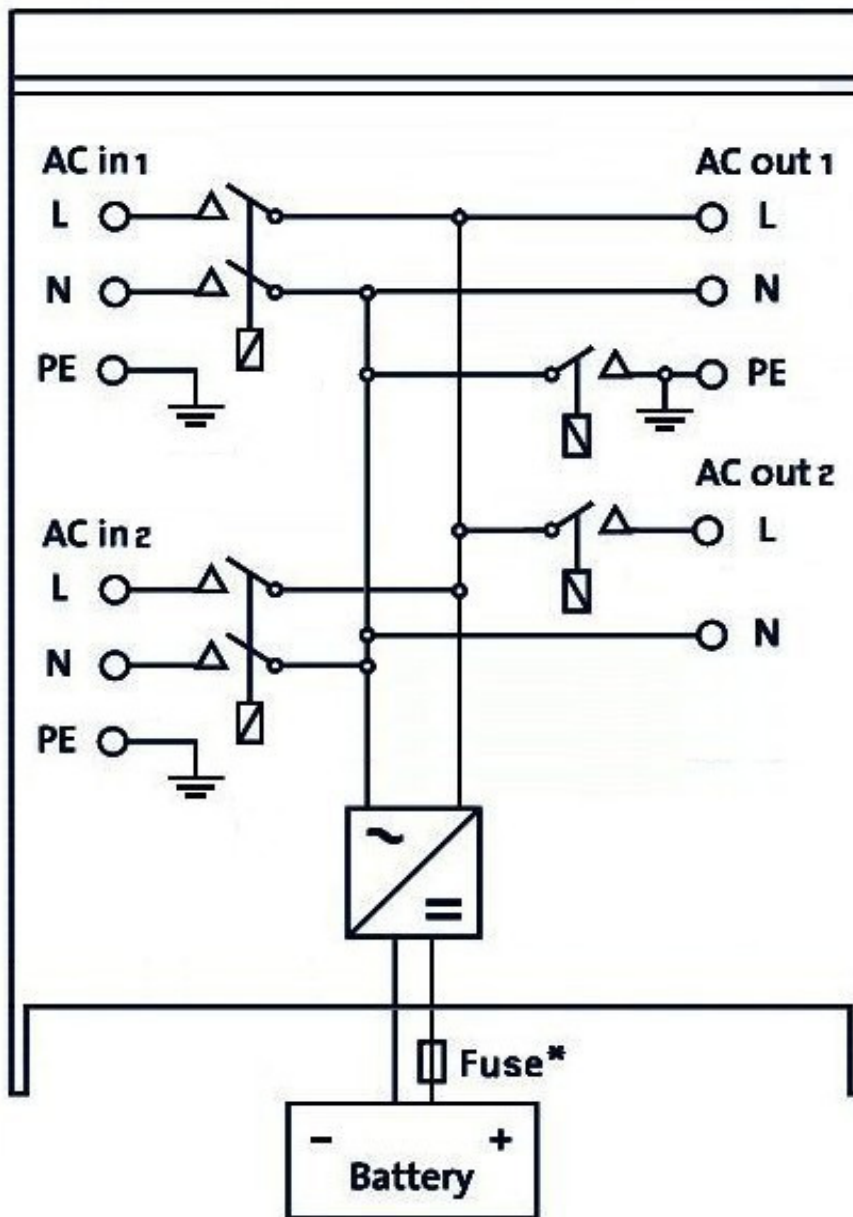 AC in 1
L
N
PE
AC out 1
L
N
PE
AC out 2
L
N
AC in 2
L
N
PE
~
=
Fuse*
- +
Battery